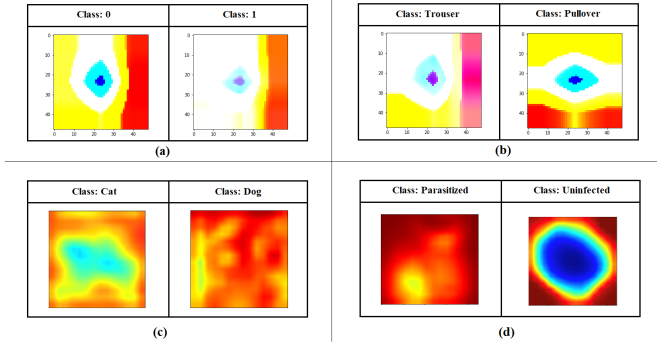 Class: 0
Class: 1
0
10
20
30
40
0 10 20 30 40
0
10
20
30
40
0 10 20 30 40
(a)
Class: Trouser
Class: Pullover
0
10
20
30
40
0 10 20 30 40
0
10
20
30
40
0 10 20 30 40
(b)
Class: Cat
Class: Dog
(c)
Class: Parasitized
Class: Uninfected
(d)